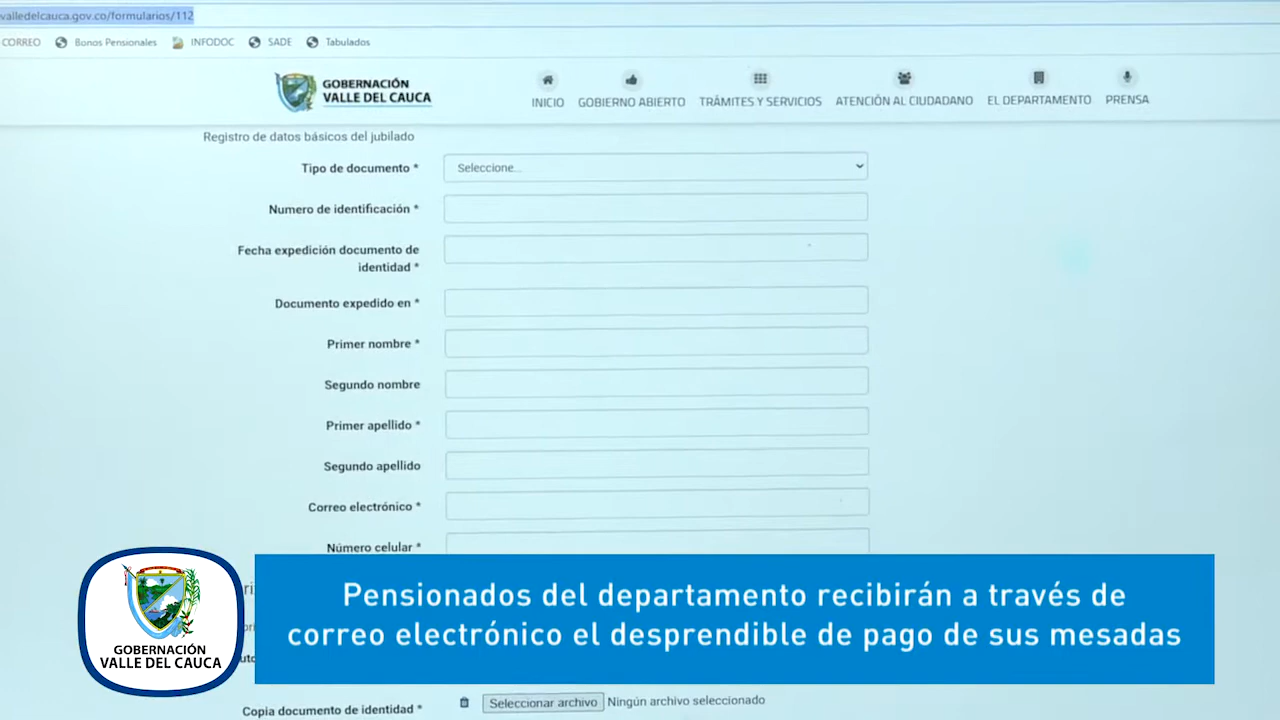 valledelcauca.gov.co/formularios/112
CORREO Bonos Pensionales INFODOC SADE Tabulados
GOBERNACIÓN
VALLE DEL CAUCA
INICIO GOBIERNO ABIERTO TRÁMITES Y SERVICIOS ATENCIÓN AL CIUDADANO EL DEPARTAMENTO PRENSA
Registro de datos básicos del jubilado
Tipo de documento * Seleccione...
Numero de identificación *
Fecha expedición documento de
identidad *
Documento expedido en *
Primer nombre *
Segundo nombre
Primer apellido *
Segundo apellido
Correo electrónico *
Número celular *
Pensionados del departamento recibirán a través de
correo electrónico el desprendible de pago de sus mesadas
GOBERNACIÓN
VALLE DEL CAUCA
Copia documento de identidad * Seleccionar archivo Ningún archivo seleccionado